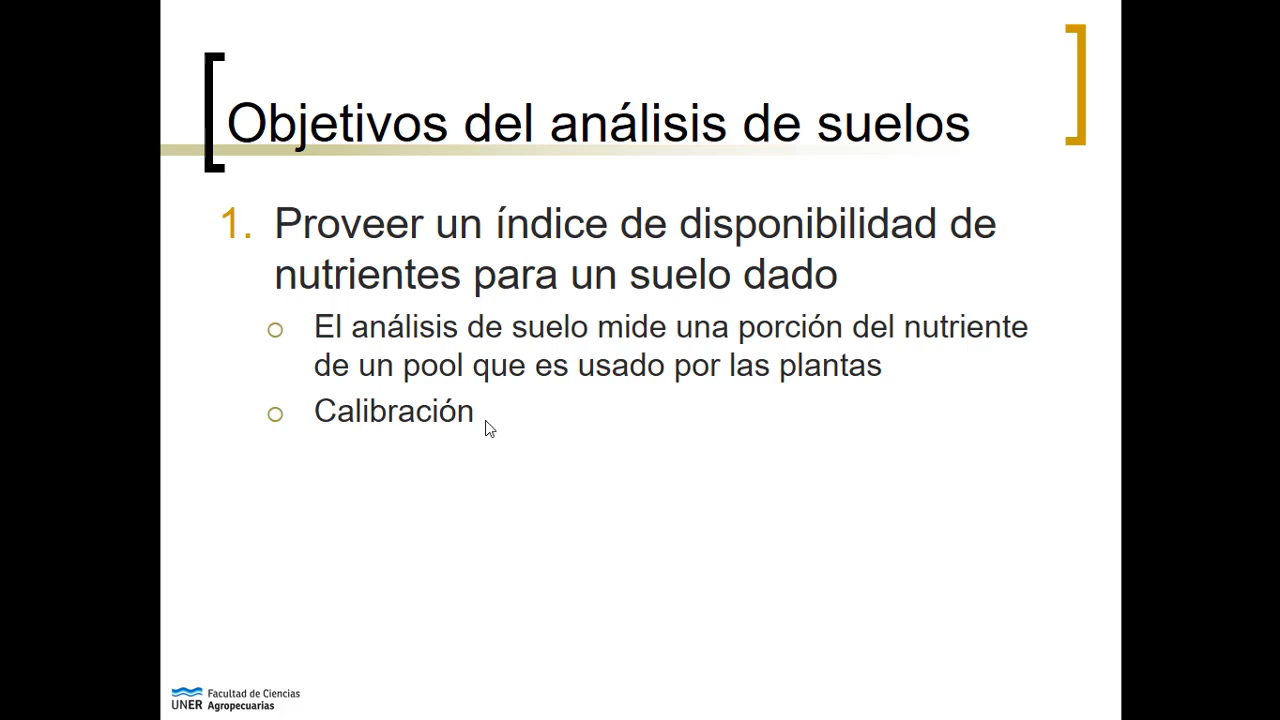 Objetivos del análisis de suelos
1. Proveer un índice de disponibilidad de
nutrientes para un suelo dado
El análisis de suelo mide una porción del nutriente
de un pool que es usado por las plantas
Calibración
UNER Facultad de Ciencias
Agropecuarias